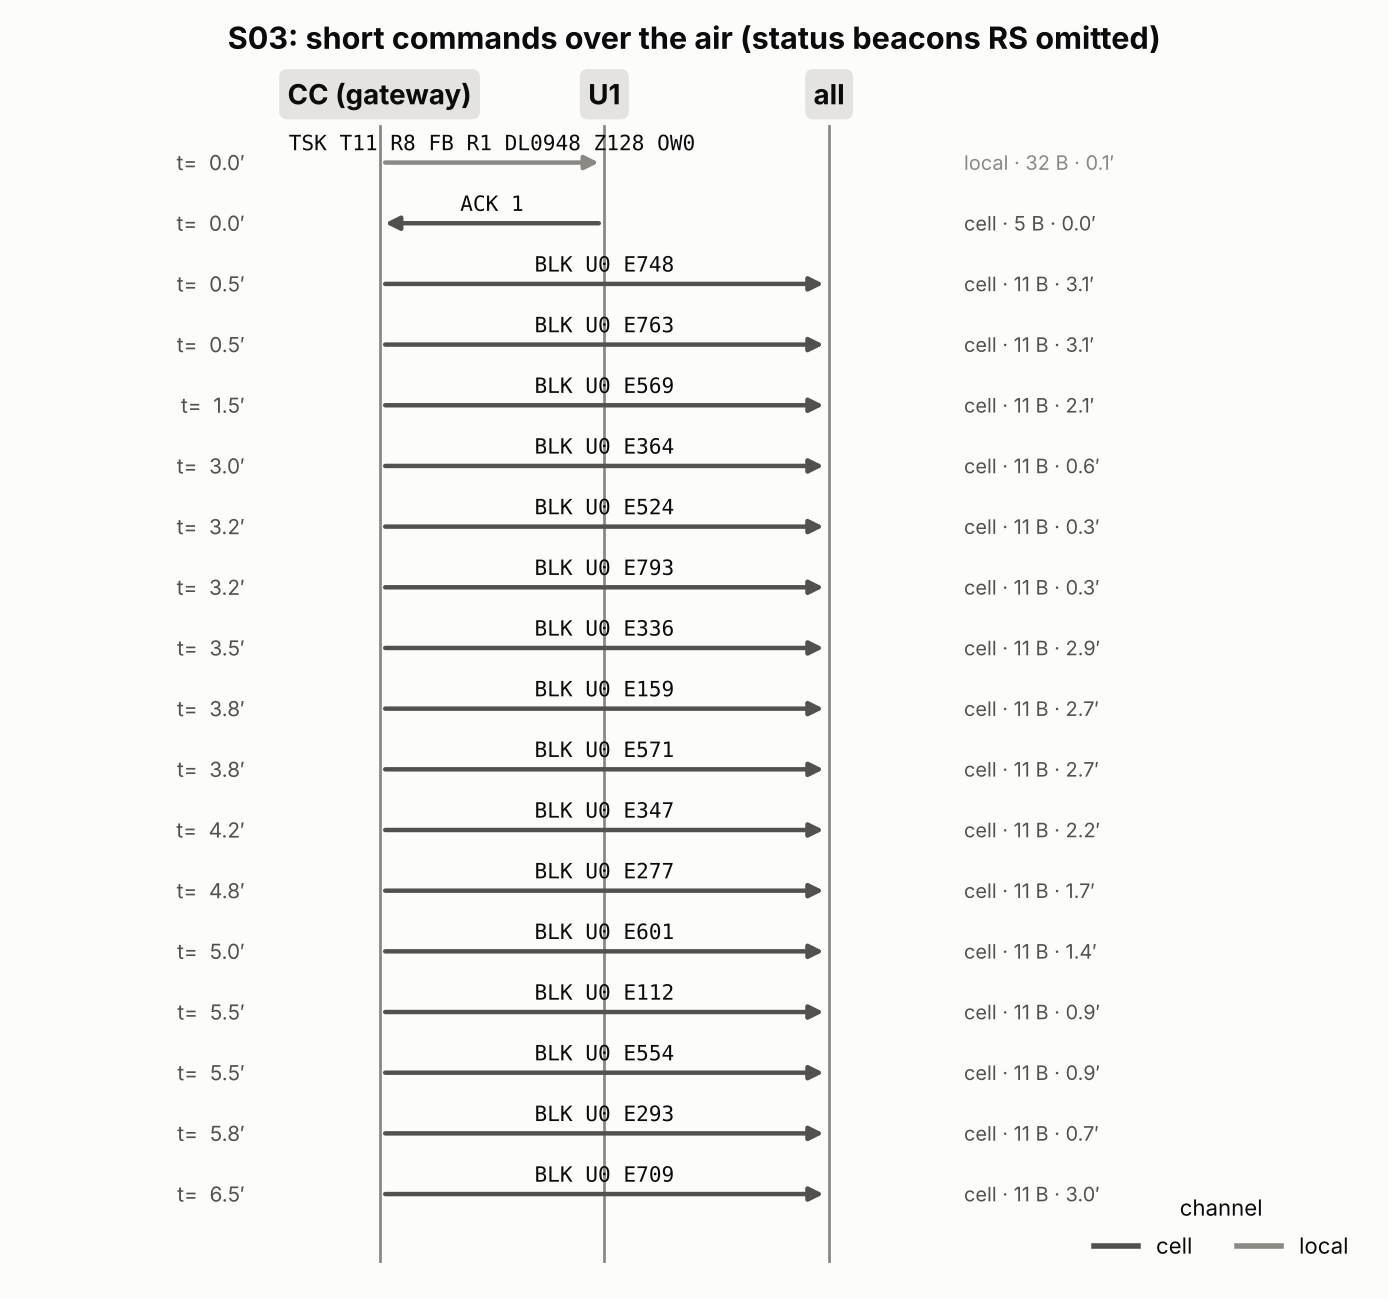 S03: short commands over the air (status beacons RS omitted)
CC (gateway) U1 all
TSK T11 R8 FB R1 DL0948 Z128 OW0
t= 0.0′ local · 32 B · 0.1′
ACK 1
t= 0.0′ cell · 5 B · 0.0′
BLK U0 E748
t= 0.5′ cell · 11 B · 3.1′
BLK U0 E763
t= 0.5′ cell · 11 B · 3.1′
BLK U0 E569
t= 1.5′ cell · 11 B · 2.1′
BLK U0 E364
t= 3.0′ cell · 11 B · 0.6′
BLK U0 E524
t= 3.2′ cell · 11 B · 0.3′
BLK U0 E793
t= 3.2′ cell · 11 B · 0.3′
BLK U0 E336
t= 3.5′ cell · 11 B · 2.9′
BLK U0 E159
t= 3.8′ cell · 11 B · 2.7′
BLK U0 E571
t= 3.8′ cell · 11 B · 2.7′
BLK U0 E347
t= 4.2′ cell · 11 B · 2.2′
BLK U0 E277
t= 4.8′ cell · 11 B · 1.7′
BLK U0 E601
t= 5.0′ cell · 11 B · 1.4′
BLK U0 E112
t= 5.5′ cell · 11 B · 0.9′
BLK U0 E554
t= 5.5′ cell · 11 B · 0.9′
BLK U0 E293
t= 5.8′ cell · 11 B · 0.7′
BLK U0 E709
t= 6.5′ cell · 11 B · 3.0′
channel
cell local